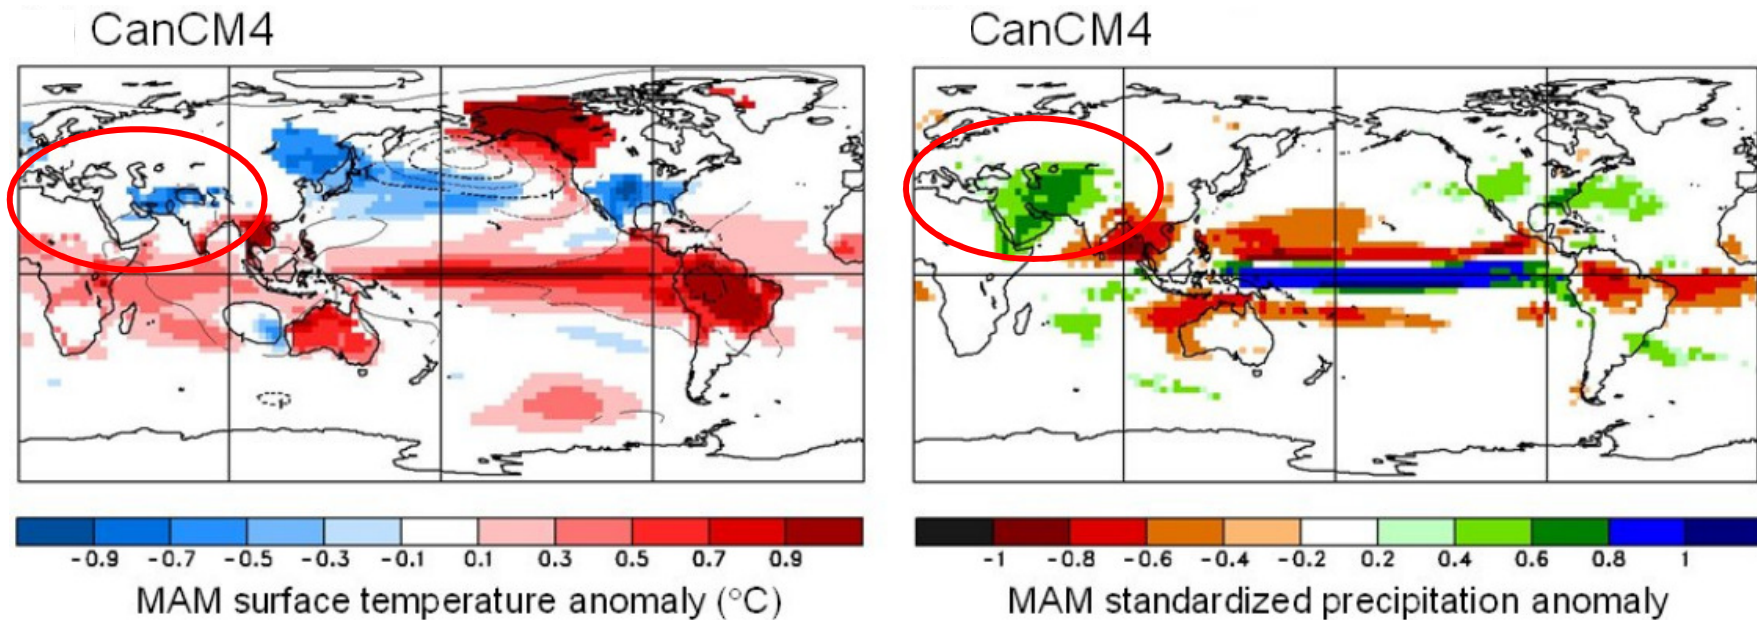 CanCM4
CanCM4
2
-0.9 -0.7 -0.5 -0.3 -0.1 0.1 0.3 0.5 0.7 0.9
-1 -0.8 -0.6 -0.4 -0.2 0.2 0.4 0.6 0.8 1
MAM surface temperature anomaly (°C)
MAM standardized precipitation anomaly